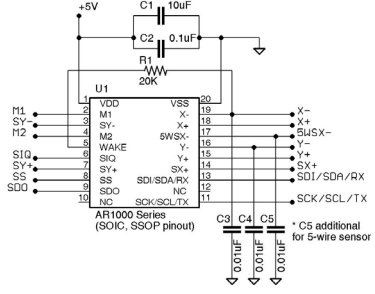 C1 10uF
+5V
C2 0.1uF
R1
20K
U1
1 VDD VSS 20
M1 2 M1 X- 19 X-
SY- 3 SY- X+ 18 X+
M2 4 M2 5WSX- 17 5WSX-
5 WAKE Y- 16 Y-
SIQ 6 SIQ Y+ 15 Y+
SY+ 7 SY+ SX+ 14 SX+
SS 8 SS SDI/SDA/RX 13 SDI/SDA/RX
SDO 9 SDO NC 12
10 NC SCK/SCL/TX 11 SCK/SCL/TX
AR1000 Series
(SOIC, SSOP pinout)
C3 C4 C5
* C5 additional
for 5-wire sensor
0.01uF 0.01uF 0.01uF